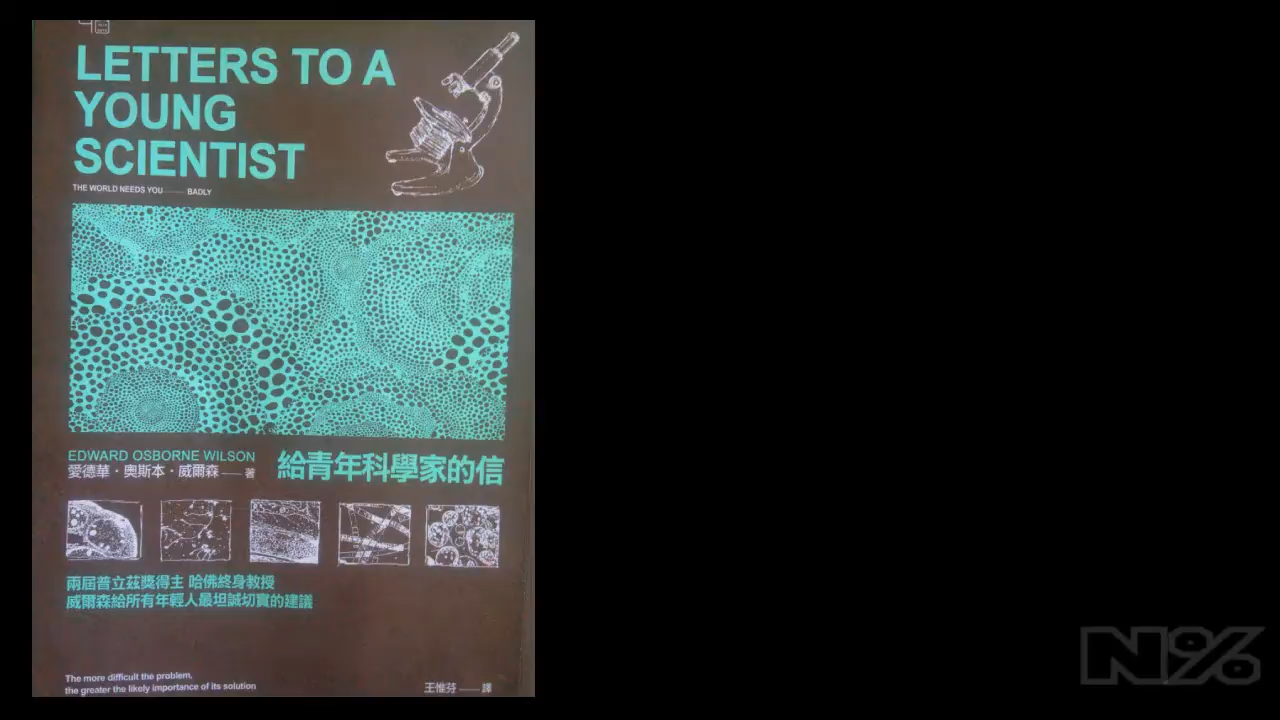 LETTERS TO A
YOUNG
SCIENTIST
THE WORLD NEEDS YOU —— BADLY
EDWARD OSBORNE WILSON
愛德華・奧斯本・威爾森——著
給青年科學家的信
兩屆普立茲獎得主 哈佛終身教授
威爾森給所有年輕人最坦誠切實的建議
The more difficult the problem,
the greater the likely importance of its solution
王惟芬——譯
N%